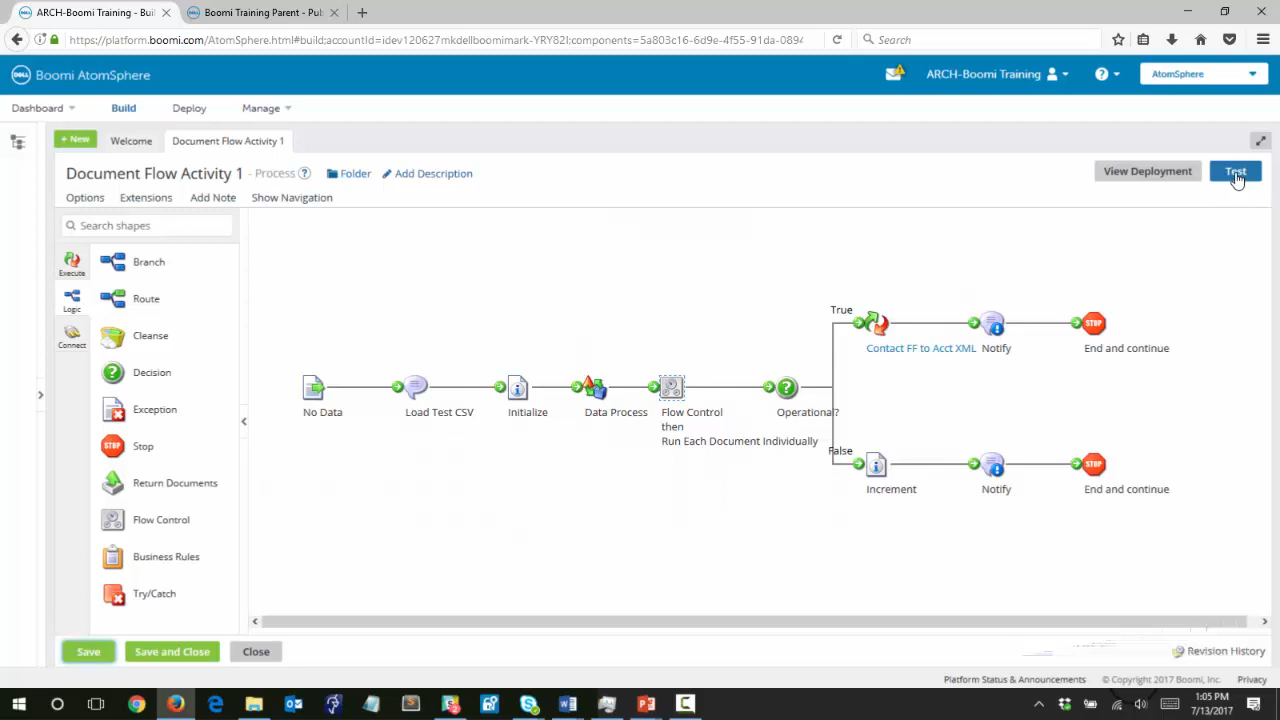 ARCH-Boomi Training - Buil
Boomi Training Parent - Pub
https://platform.boomi.com/AtomSphere.html#build;accountId=idev120627mkdellboomimark-YRY82I;components=5a803c16-6d9e-4f55-91da-0894
Search
DELL Boomi AtomSphere
ARCH-Boomi Training
AtomSphere
Dashboard
Build
Deploy
Manage
+ New
Welcome
Document Flow Activity 1
Document Flow Activity 1 - Process
Folder
Add Description
View Deployment
Test
Options
Extensions
Add Note
Show Navigation
Search shapes
Execute
Logic
Connect
Branch
Route
Cleanse
Decision
Exception
Stop
Return Documents
Flow Control
Business Rules
Try/Catch
No Data
Load Test CSV
Initialize
Data Process
Flow Control
then
Run Each Document Individually
Operational?
True
Contact FF to Acct XML
Notify
STOP
End and continue
False
Increment
Notify
STOP
End and continue
Save
Save and Close
Close
Revision History
Platform Status & Announcements
© Copyright 2017 Boomi, Inc.
Privacy
1:05 PM
7/13/2017